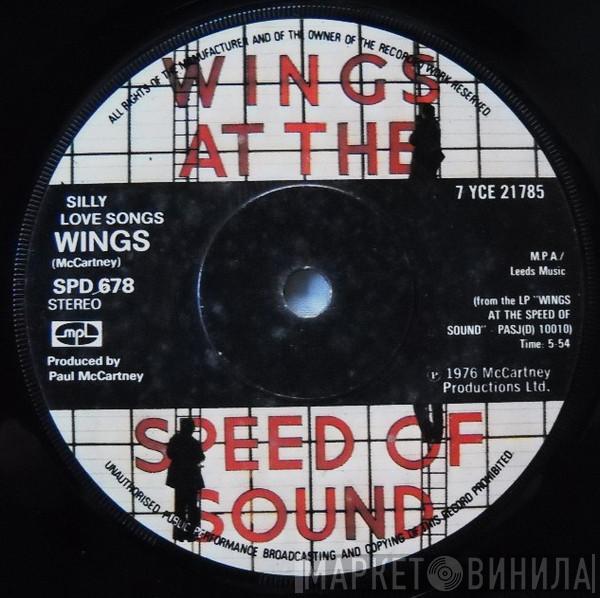 ALL RIGHTS OF THE MANUFACTURER AND OF THE OWNER OF THE RECORDED WORK RESERVED
WINGS
AT THE
SILLY
LOVE SONGS
WINGS
(McCartney)
SPD 678
STEREO
mpl
Produced by
Paul McCartney
7 YCE 21785
M.P.A/
Leeds Music
(from the LP "WINGS
AT THE SPEED OF
SOUND" - PASJ(D) 10010)
Time: 5-54
℗ 1976 McCartney
Productions Ltd.
SPEED OF
SOUND
UNAUTHORISED PUBLIC PERFORMANCE BROADCASTING AND COPYING OF THIS RECORD PROHIBITED
МАРКЕТ ВИНИЛА